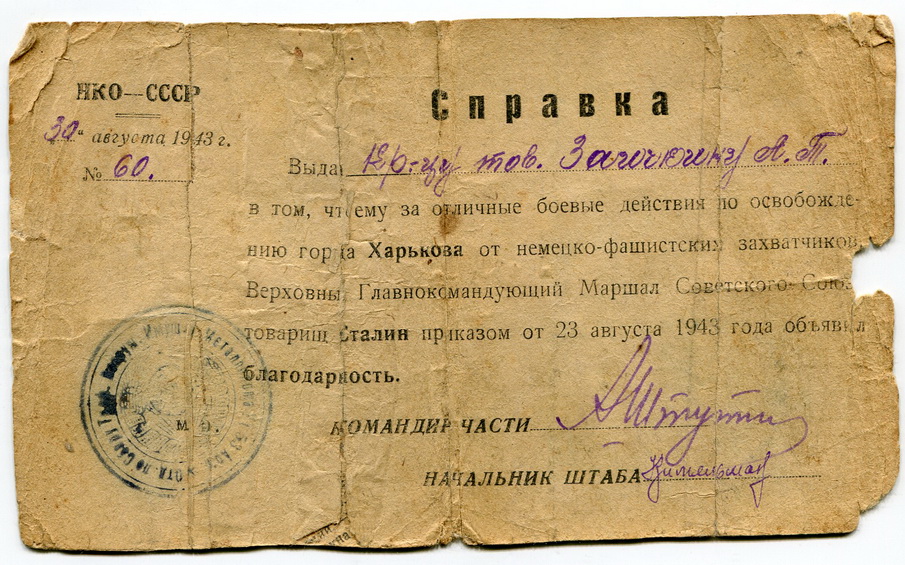 НКО—СССР
30 августа 1943 г.
№ 60.
Справка
Выда кр-цу тов. А. Т.
в том, что ему за отличные боевые действия по освобожде-
нию города Харькова от немецко-фашистских захватчиков,
Верховный Главнокомандующий Маршал Советского Союза
товарищ Сталин приказом от 23 августа 1943 года объявил
благодарность.
М.
КОМАНДИР ЧАСТИ
НАЧАЛЬНИК ШТАБА